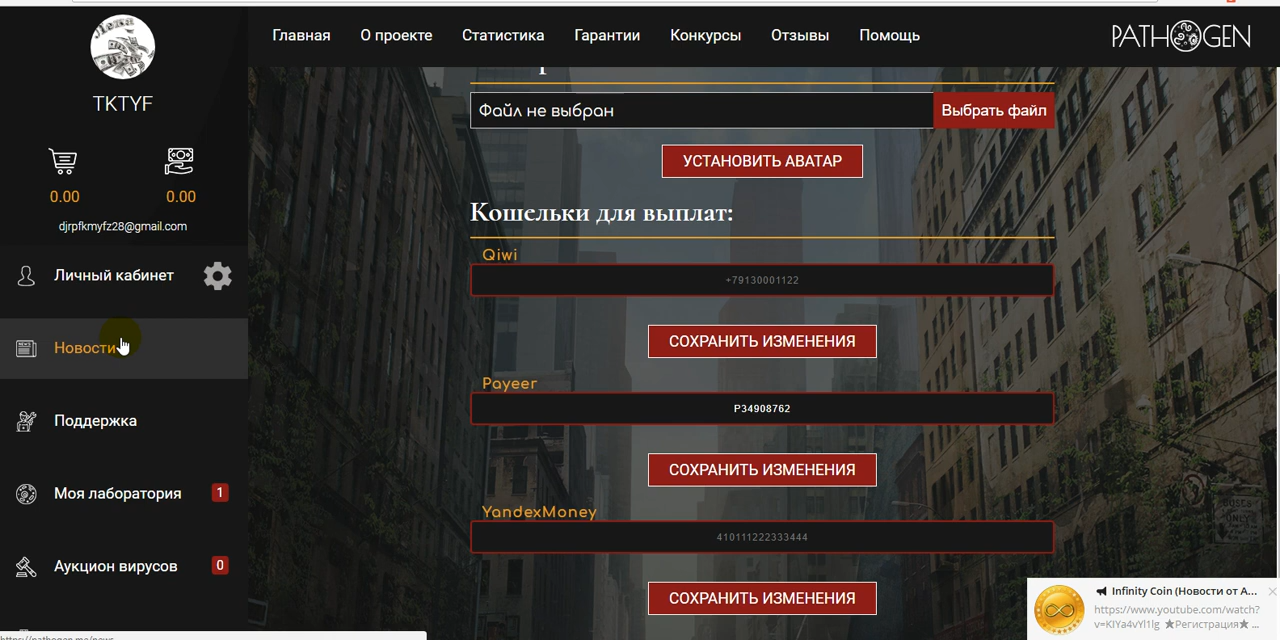 Главная О проекте Статистика Гарантии Конкурсы Отзывы Помощь
PATHOGEN
TKTYF
0.00 0.00
djrpfkmyfz28@gmail.com
Личный кабинет
Новости
Поддержка
Моя лаборатория 1
Аукцион вирусов 0
Файл не выбран Выбрать файл
УСТАНОВИТЬ АВАТАР
Кошельки для выплат:
Qiwi
+79130001122
СОХРАНИТЬ ИЗМЕНЕНИЯ
Payeer
P34908762
СОХРАНИТЬ ИЗМЕНЕНИЯ
YandexMoney
410111222333444
СОХРАНИТЬ ИЗМЕНЕНИЯ
Infinity Coin (Новости от А...
https://www.youtube.com/watch?
★Регистрация★ ...